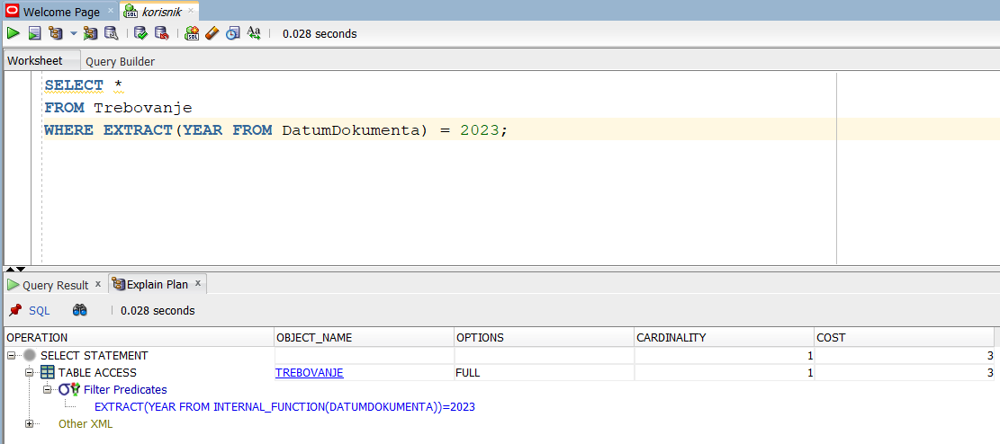 Welcome Page × korisnik ×
0.028 seconds
Worksheet Query Builder
SELECT *
FROM Trebovanje
WHERE EXTRACT(YEAR FROM DatumDokumenta) = 2023;
Query Result × Explain Plan ×
SQL 0.028 seconds
OPERATION OBJECT_NAME OPTIONS CARDINALITY COST
SELECT STATEMENT 1 3
TABLE ACCESS TREBOVANJE FULL 1 3
Filter Predicates
EXTRACT(YEAR FROM INTERNAL_FUNCTION(DATUMDOKUMENTA))=2023
Other XML